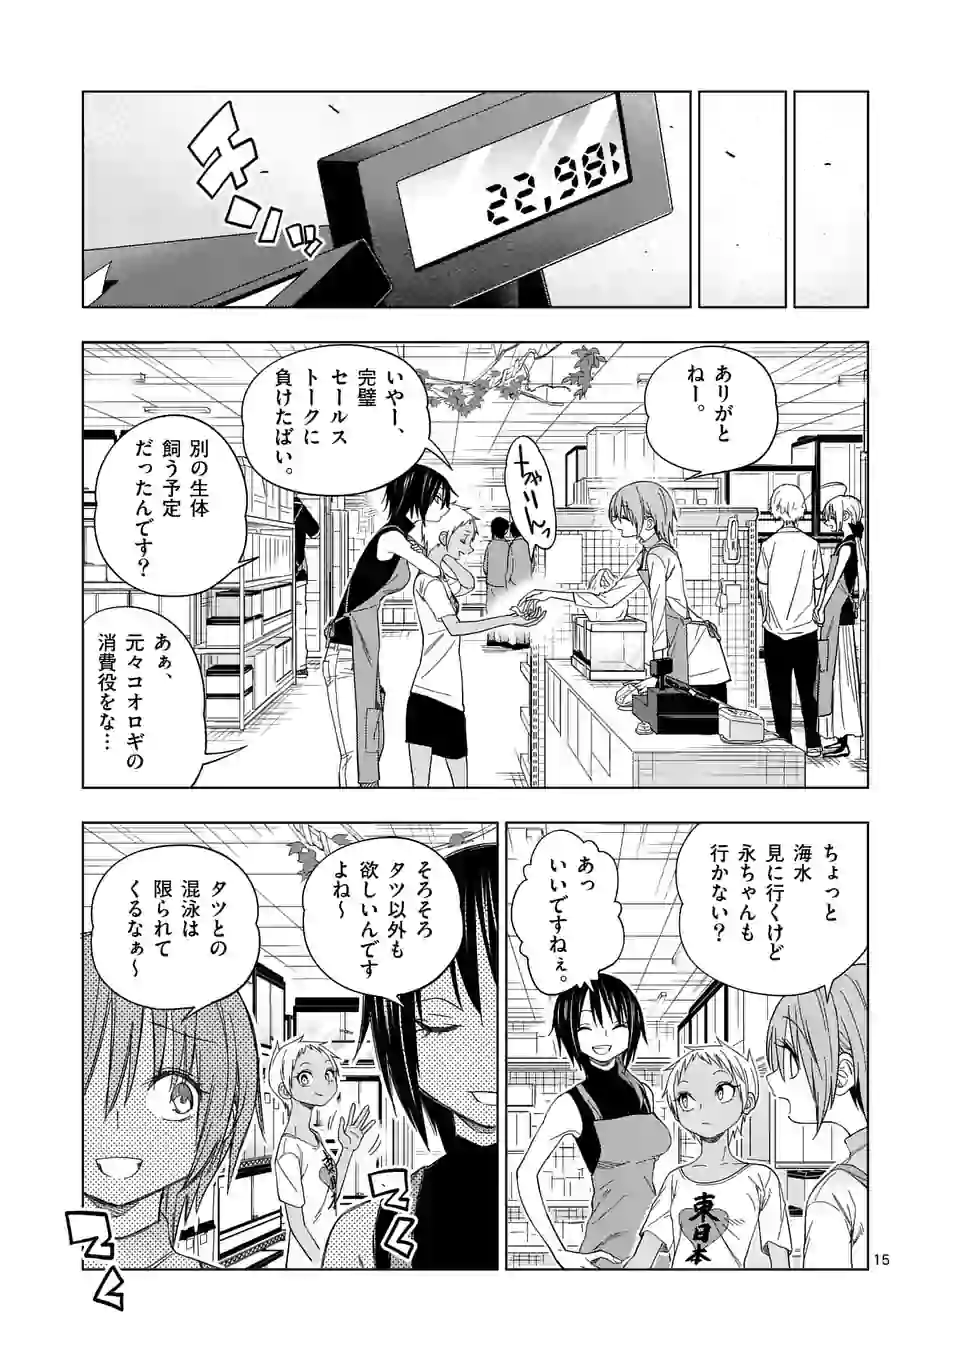 チーンッ
22,98
ありがと
ねー。
ちゃりーんっ
いやー、
完璧
セールス
トークに
負けたばい。
別の生体
飼う予定
だったんです？
あぁ、
元々コオロギの
消費役をな…
ちょっと
海水
見に行くけど
永ちゃんも
行かない？
あっ
いいですねぇ。
東日本
そろそろ
タツ以外も
欲しいんです
よね〜
タツとの
混泳は
限られて
くるなぁ〜
てく
てくてく
15